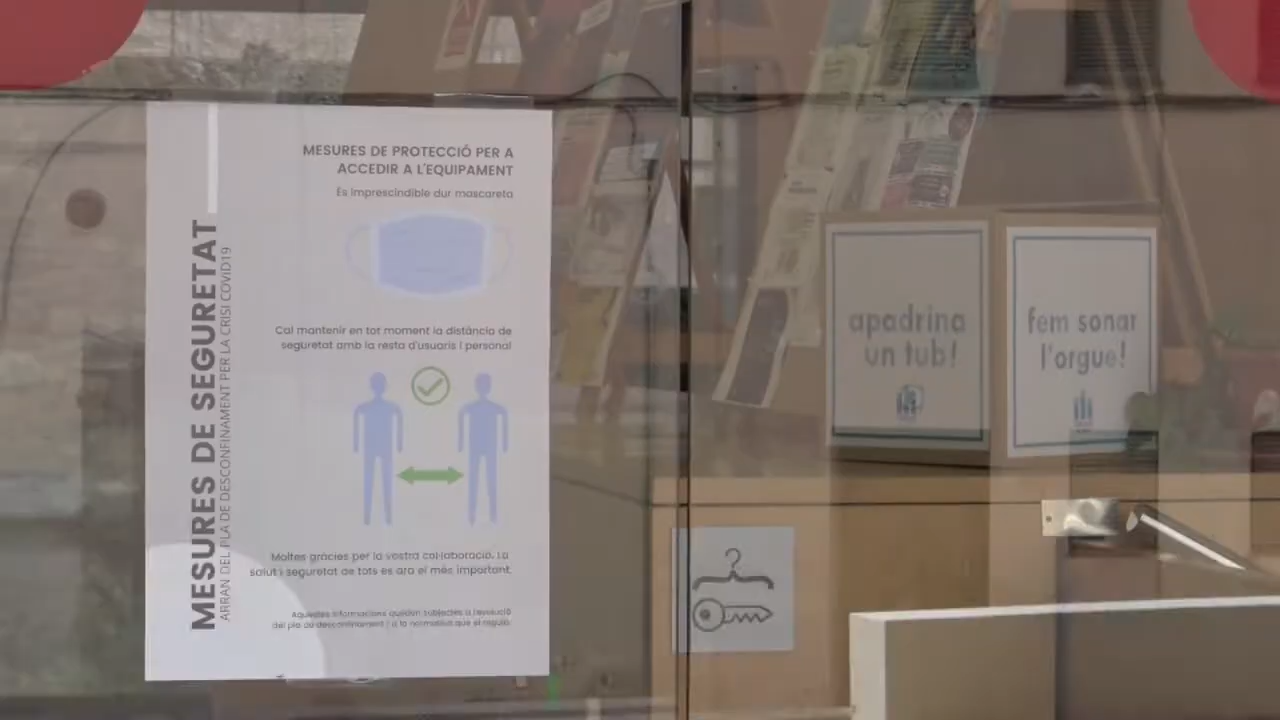 MESURES DE SEGURETAT
ARRAN DEL PLA DE DESCONFINAMENT PER LA CRISI COVID19
MESURES DE PROTECCIÓ PER A
ACCEDIR A L'EQUIPAMENT
És imprescindible dur mascareta
Cal mantenir en tot moment la distància de
seguretat amb la resta d'usuaris i personal
Moltes gràcies per la vostra col·laboració. La
salut i seguretat de tots es ara el més important.
Aquestes informacions queden subjectes a l'evolució
del pla de desconfinament i a la normativa que el regula.
apadrina
un tub!
fem sonar
l'orgue!